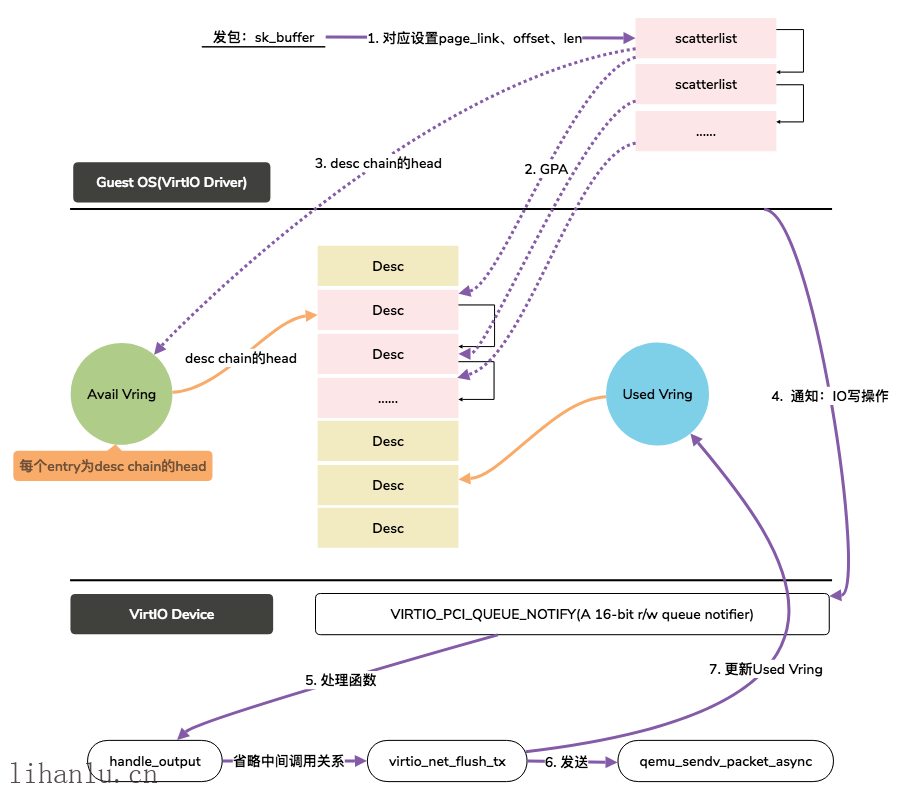 发包：sk_buffer
1. 对应设置page_link、offset、len
scatterlist
scatterlist
......
3. desc chain的head
2. GPA
Guest OS(VirtIO Driver)
Desc
Desc
desc chain的head
Desc
Avail Vring
......
Used Vring
4. 通知：IO写操作
每个entry为desc chain的head
Desc
Desc
Desc
VirtIO Device
VIRTIO_PCI_QUEUE_NOTIFY(A 16-bit r/w queue notifier)
5. 处理函数
7. 更新Used Vring
handle_output
省略中间调用关系
virtio_net_flush_tx
6. 发送
qemu_sendv_packet_async
lihanlu.cn